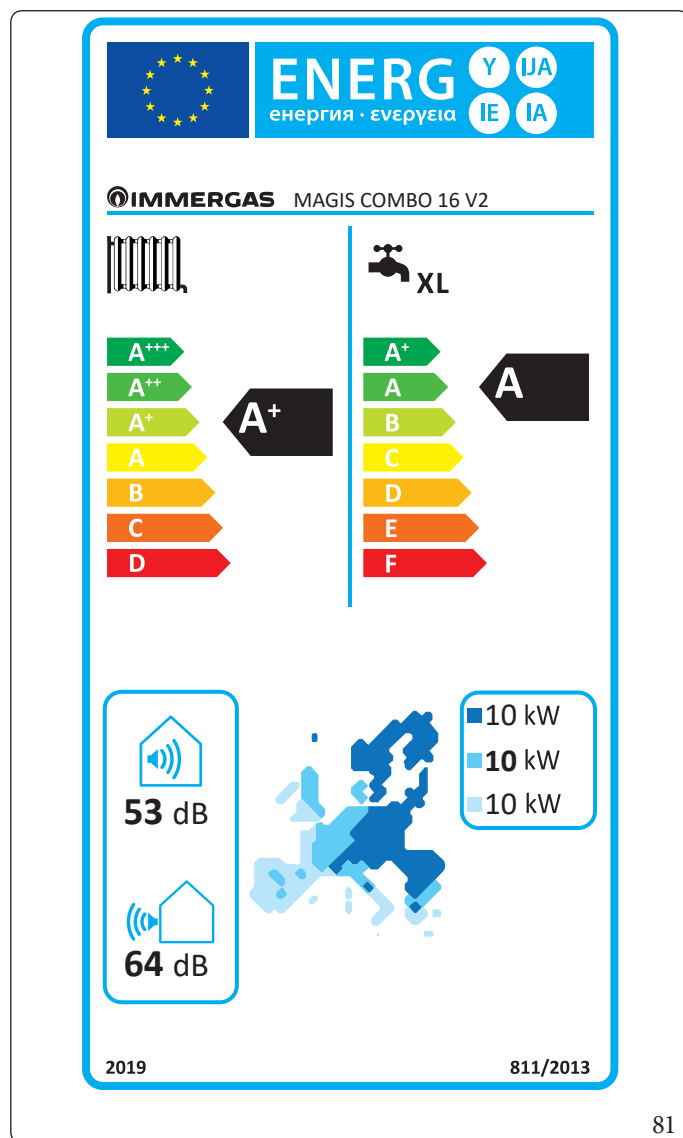 ENERG Y IJA
енергия · ενεργεια IE IA
IMMERGAS MAGIS COMBO 16 V2
XL
A+++
A++
A+
A
B
C
D
A+
A+
A
B
C
D
E
F
A
53 dB
64 dB
10 kW
10 kW
10 kW
2019
811/2013
81